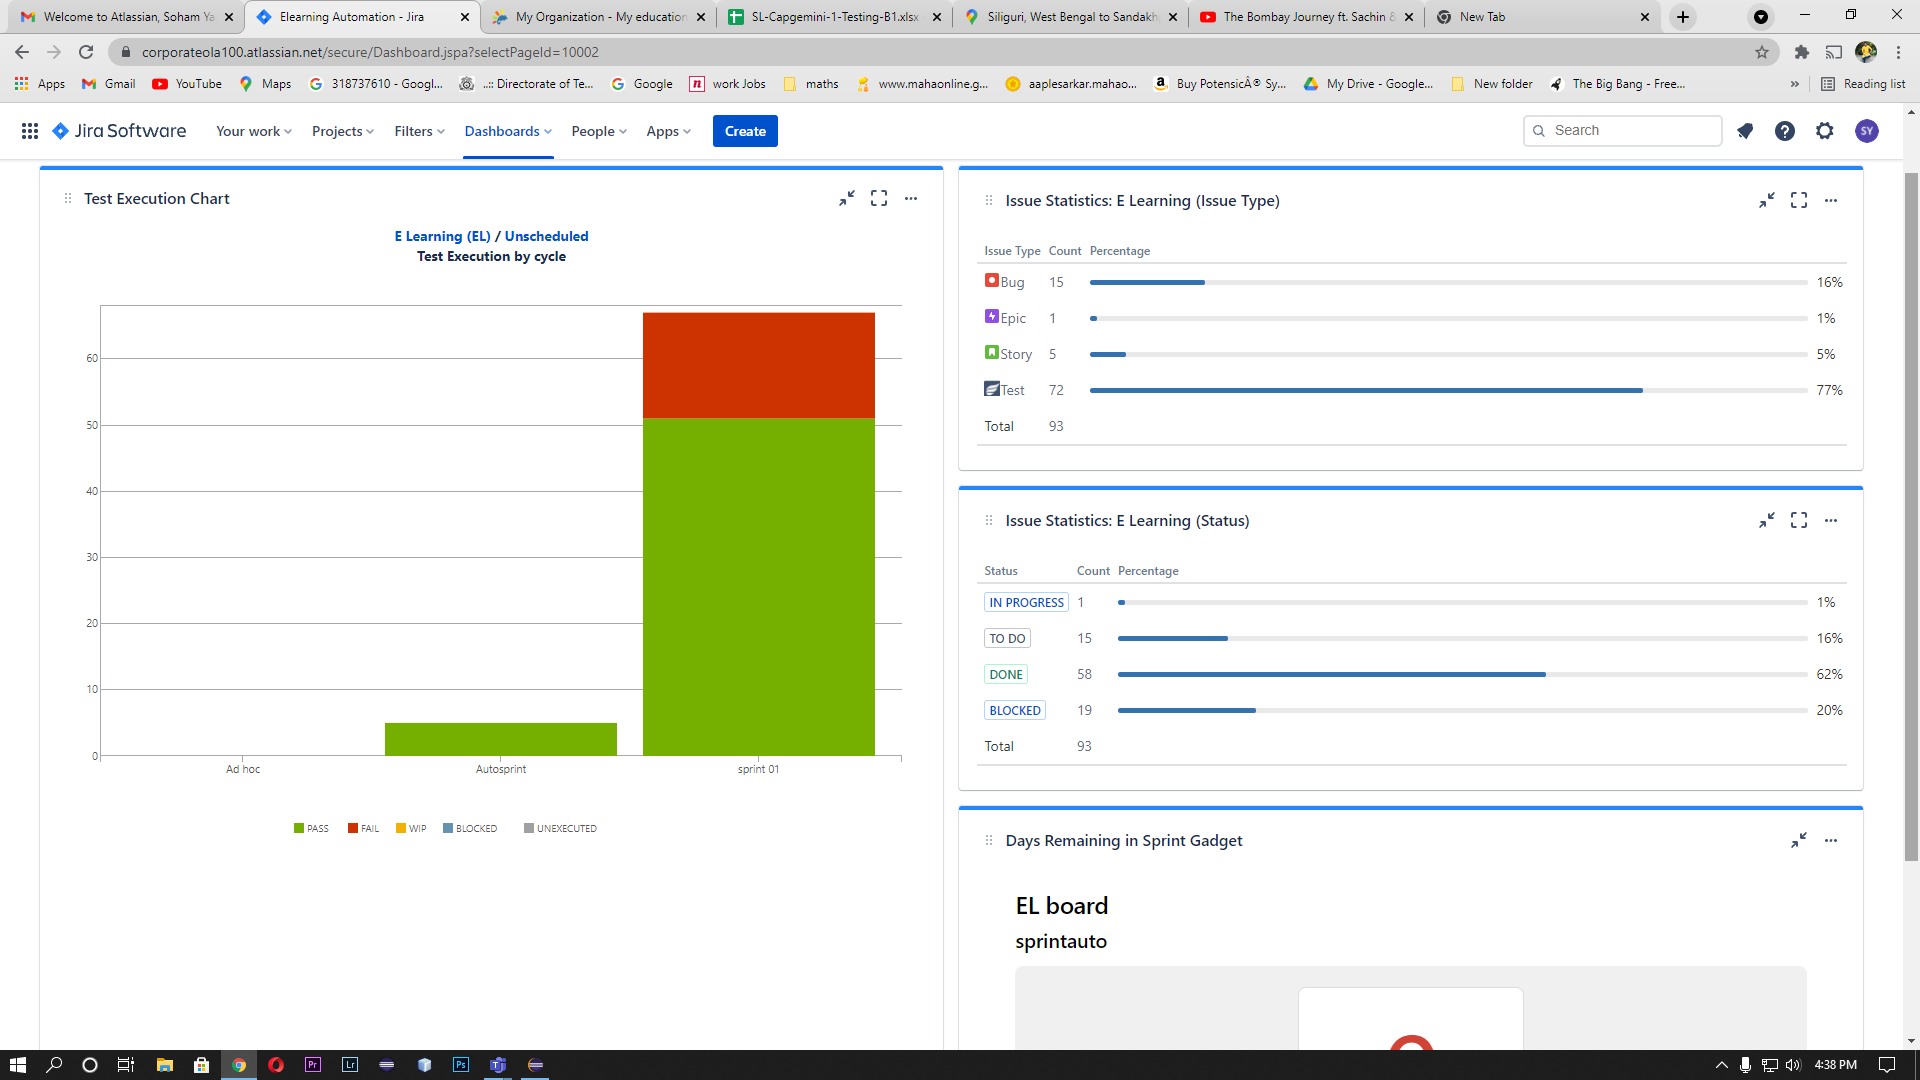 Welcome to Atlassian, Soham Ya
Elearning Automation - Jira
My Organization - My education
SL-Capgemini-1-Testing-B1.xlsx
Siliguri, West Bengal to Sandakh
The Bombay Journey ft. Sachin &
New Tab
corporateola100.atlassian.net/secure/Dashboard.jspa?selectPageId=10002
Apps
Gmail
YouTube
Maps
318737610 - Googl...
..:: Directorate of Te...
Google
work Jobs
maths
www.mahaonline.g...
aaplesarkar.mahao...
Buy PotensicÂ® Sy...
My Drive - Google...
New folder
The Big Bang - Free...
»
Reading list
Jira Software
Your work
Projects
Filters
Dashboards
People
Apps
Create
Search
SY
Test Execution Chart
E Learning (EL) / Unscheduled
Test Execution by cycle
60
50
40
30
20
10
0
Ad hoc
Autosprint
sprint 01
PASS
FAIL
WIP
BLOCKED
UNEXECUTED
Issue Statistics: E Learning (Issue Type)
Issue Type Count Percentage
Bug 15 16%
Epic 1 1%
Story 5 5%
Test 72 77%
Total 93
Issue Statistics: E Learning (Status)
Status Count Percentage
IN PROGRESS 1 1%
TO DO 15 16%
DONE 58 62%
BLOCKED 19 20%
Total 93
Days Remaining in Sprint Gadget
EL board
sprintauto
Pr
Lr
Ps
4:38 PM